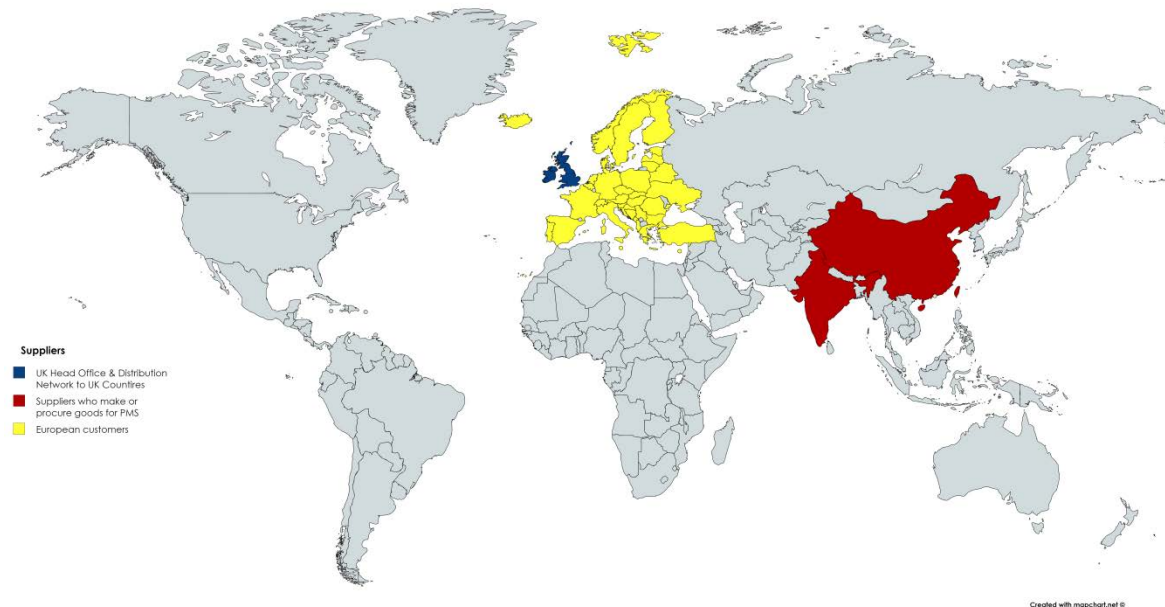 Suppliers
UK Head Office & Distribution
Network to UK Countires
Suppliers who make or
procure goods for PMS
European customers
Created with mapchart.net ©